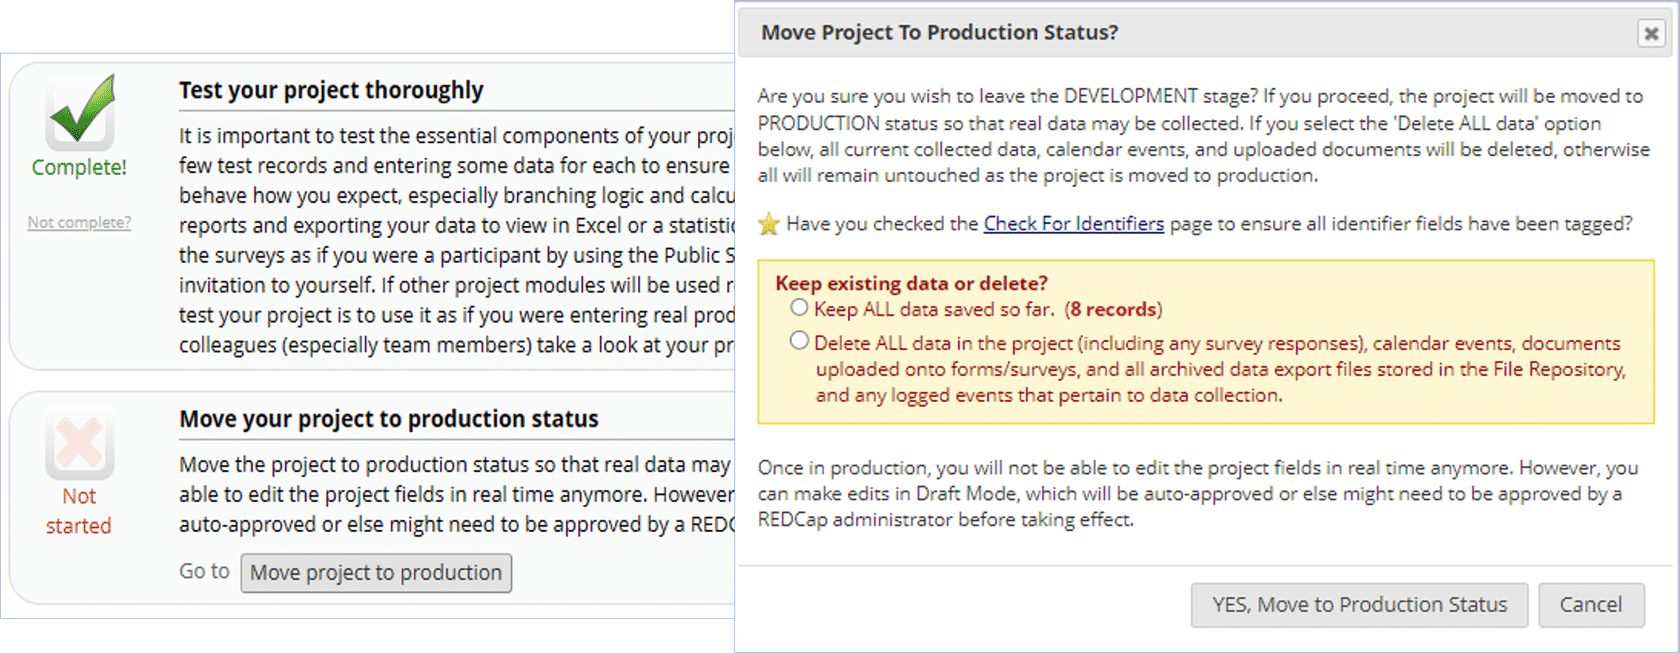 Test your project thoroughly
Complete!
Not complete?
It is important to test the essential components of your proj
few test records and entering some data for each to ensure
behave how you expect, especially branching logic and calcu
reports and exporting your data to view in Excel or a statistic
the surveys as if you were a participant by using the Public S
invitation to yourself. If other project modules will be used r
test your project is to use it as if you were entering real prod
colleagues (especially team members) take a look at your pr
Move your project to production status
Not
started
Move the project to production status so that real data may
able to edit the project fields in real time anymore. However
auto-approved or else might need to be approved by a REDC
Go to Move project to production
Move Project To Production Status?
Are you sure you wish to leave the DEVELOPMENT stage? If you proceed, the project will be moved to
PRODUCTION status so that real data may be collected. If you select the 'Delete ALL data' option
below, all current collected data, calendar events, and uploaded documents will be deleted, otherwise
all will remain untouched as the project is moved to production.
Have you checked the Check For Identifiers page to ensure all identifier fields have been tagged?
Keep existing data or delete?
Keep ALL data saved so far. (8 records)
Delete ALL data in the project (including any survey responses), calendar events, documents
uploaded onto forms/surveys, and all archived data export files stored in the File Repository,
and any logged events that pertain to data collection.
Once in production, you will not be able to edit the project fields in real time anymore. However, you
can make edits in Draft Mode, which will be auto-approved or else might need to be approved by a
REDCap administrator before taking effect.
YES, Move to Production Status
Cancel